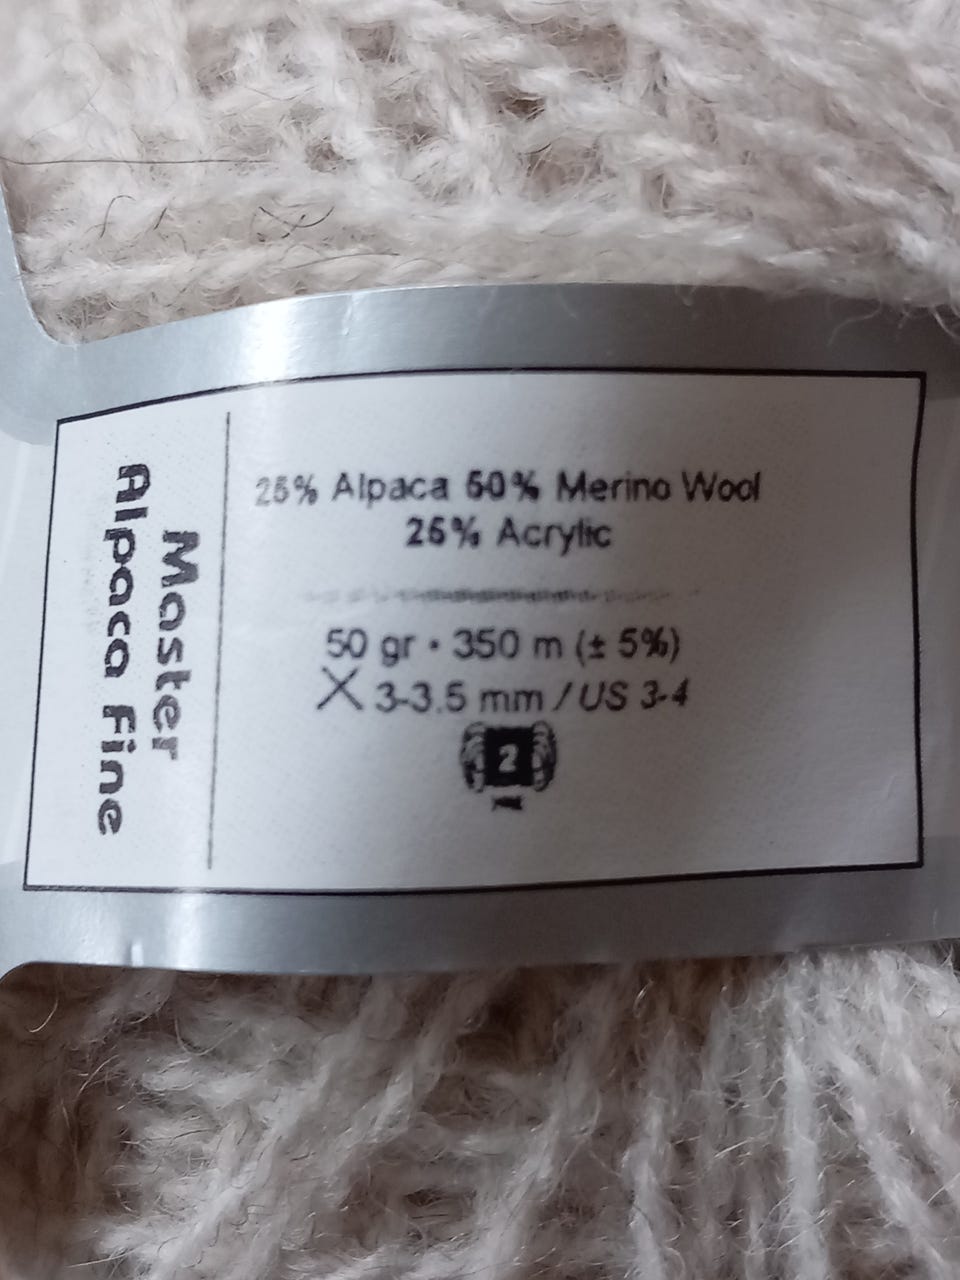 Master
Alpaca Fine
25% Alpaca 50% Merino Wool
25% Acrylic
50 gr • 350 m (± 5%)
3-3.5 mm / US 3-4
2